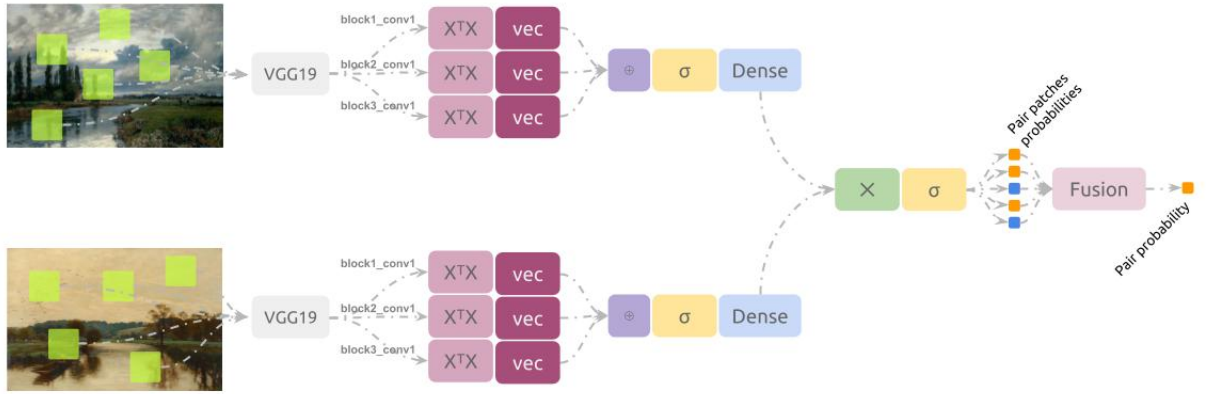 block1_conv1
XᵀX vec
VGG19
block2_conv1
XᵀX vec
⊕ σ Dense
block3_conv1
XᵀX vec
Pair patches
probabilities
× σ
Fusion
Pair probability
block1_conv1
XᵀX vec
VGG19
block2_conv1
XᵀX vec
⊕ σ Dense
block3_conv1
XᵀX vec